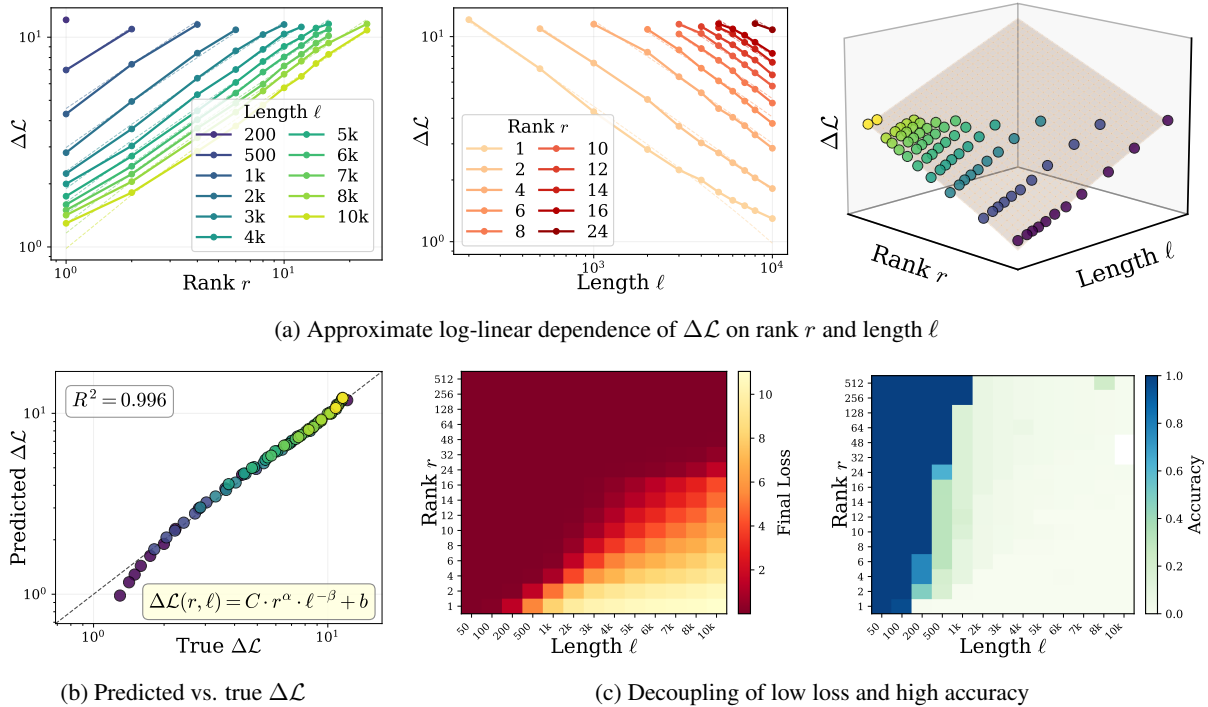 10¹
10⁰
ΔℒL
10⁰
10¹
Rank r
Length ℓ
200
500
1k
2k
3k
4k
5k
6k
7k
8k
10k
10¹
10⁰
Δℒ
10³
10⁴
Length ℓ
Rank r
1
2
4
6
8
10
12
14
16
24
Δℒ
Rank r
Length ℓ
(a) Approximate log-linear dependence of Δℒ on rank r and length ℓ
R² = 0.996
ΔL(r, ℓ) = C · r^α · ℓ^−β + b
10¹
10⁰
Predicted Δℒ
10⁰
10¹
True Δℒ
512
256
128
64
48
32
24
16
14
12
10
8
6
4
2
1
Rank r
50
100
200
500
1k
2k
3k
4k
5k
6k
7k
8k
10k
Length ℓ
10
8
6
4
2
Final Loss
512
256
128
64
48
32
24
16
14
12
10
8
6
4
2
1
Rank r
50
100
200
500
1k
2k
3k
4k
5k
6k
7k
8k
10k
Length ℓ
1.0
0.8
0.6
0.4
0.2
0.0
Accuracy
(b) Predicted vs. true Δℒ
(c) Decoupling of low loss and high accuracy